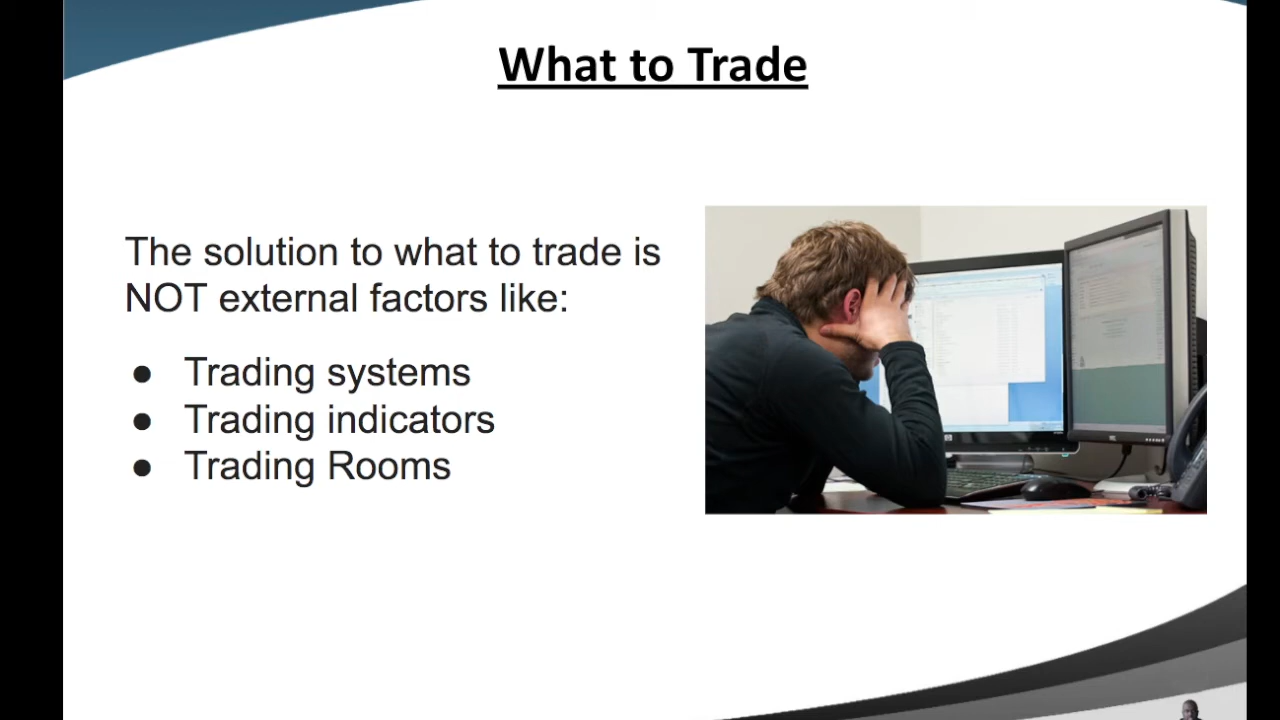 What to Trade
The solution to what to trade is
NOT external factors like:
● Trading systems
● Trading indicators
● Trading Rooms